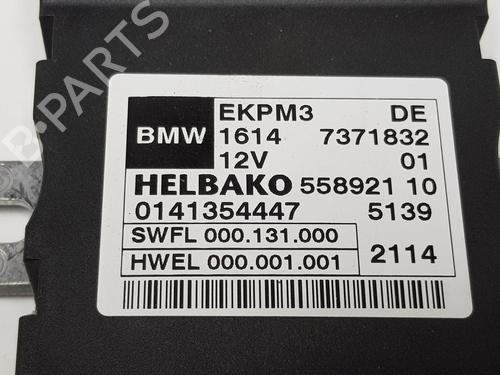 B-PARTS
EKPM3 DE
BMW 1614 7371832
12V 01
HELBAKO 558921 10
0141354447 5139
SWFL 000.131.000
HWEL 000.001.001 2114